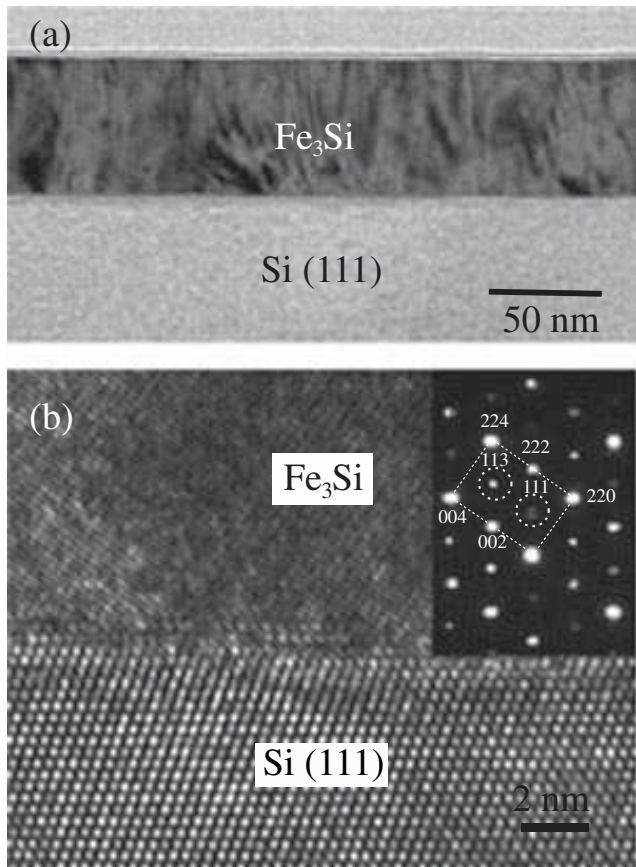 (a)
Fe₃Si
Si (111)
50 nm
(b)
224
222
113
Fe₃Si
111
220
004
002
Si (111)
2 nm